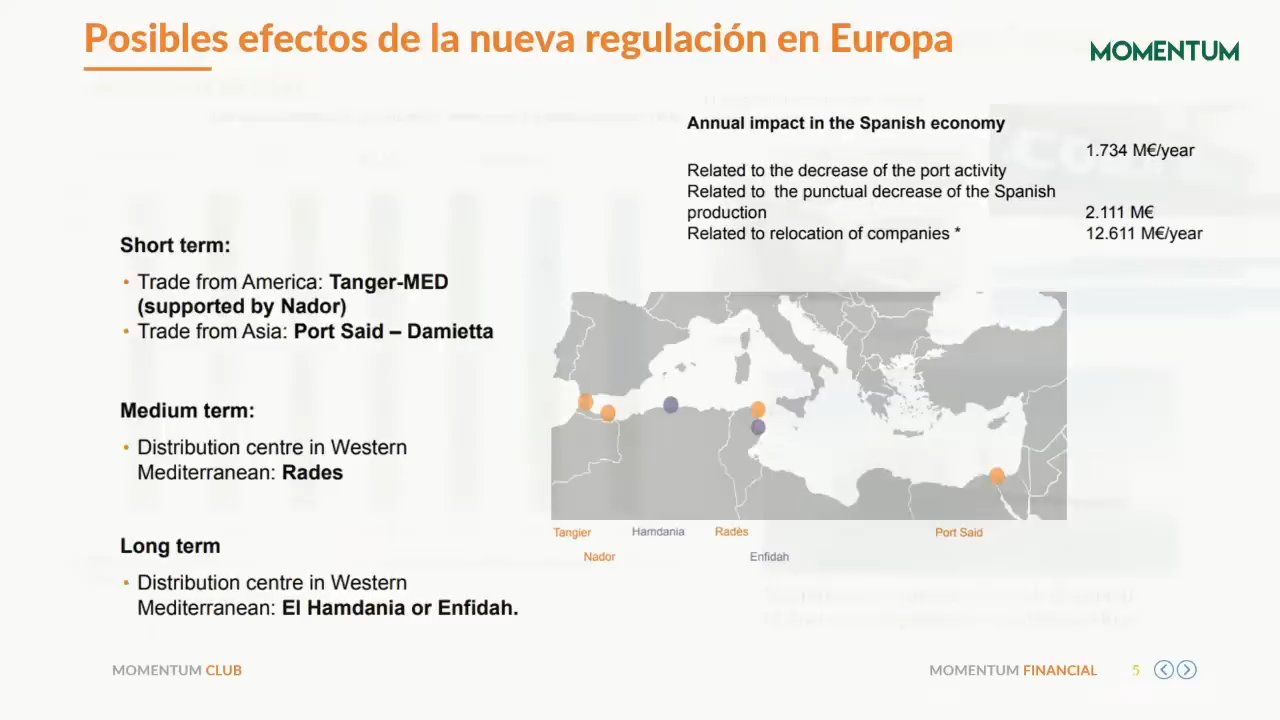 Posibles efectos de la nueva regulación en Europa
MOMENTUM
Annual impact in the Spanish economy
1.734 M€/year
Related to the decrease of the port activity
Related to the punctual decrease of the Spanish
production 2.111 M€
Related to relocation of companies * 12.611 M€/year
Short term:
• Trade from America: Tanger-MED
(supported by Nador)
• Trade from Asia: Port Said – Damietta
Medium term:
• Distribution centre in Western
Mediterranean: Rades
Long term
• Distribution centre in Western
Mediterranean: El Hamdania or Enfidah.
Tangier Hamdania Radès Port Said
Nador Enfidah
MOMENTUM CLUB
MOMENTUM FINANCIAL 5